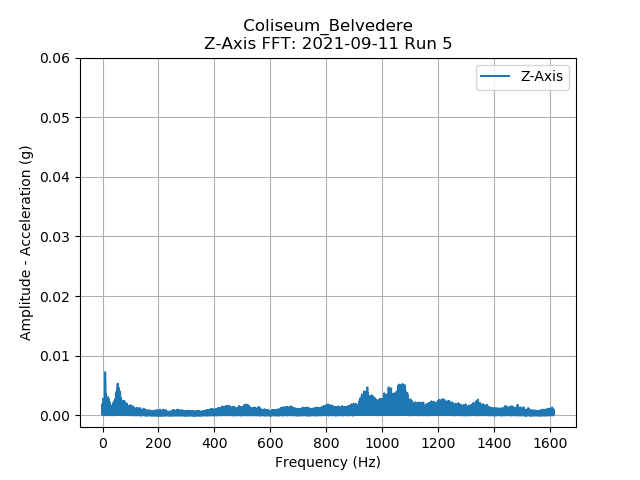 Coliseum_Belvedere
Z-Axis FFT: 2021-09-11 Run 5
Z-Axis
0.06
0.05
0.04
0.03
0.02
0.01
0.00
Amplitude - Acceleration (g)
0 200 400 600 800 1000 1200 1400 1600
Frequency (Hz)